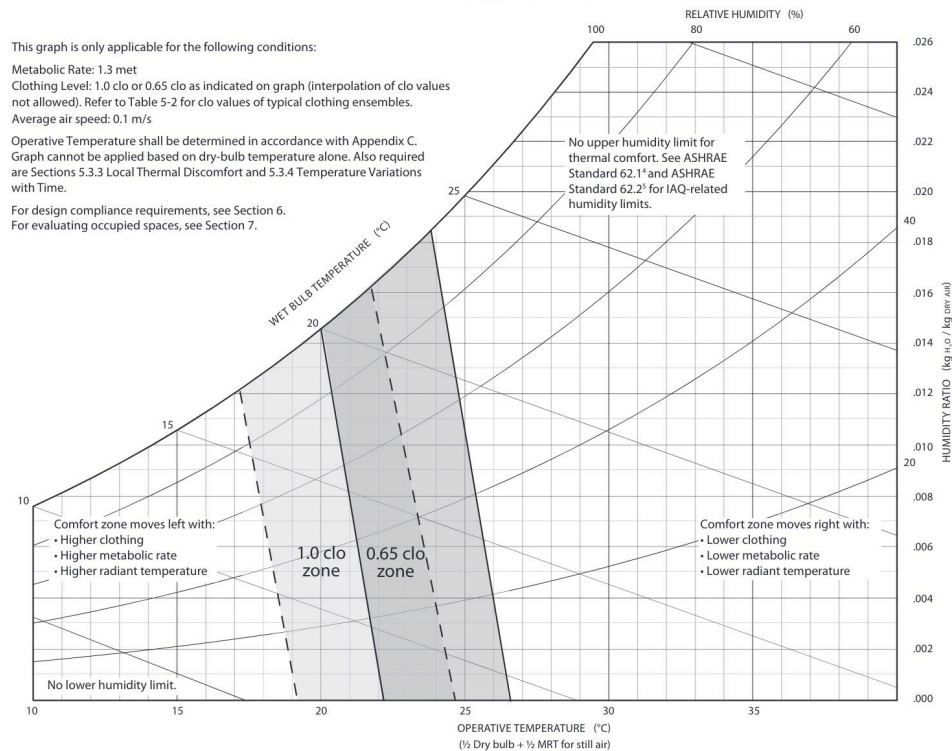 RELATIVE HUMIDITY (%)
100
80
60
This graph is only applicable for the following conditions:
Metabolic Rate: 1.3 met
Clothing Level: 1.0 clo or 0.65 clo as indicated on graph (interpolation of clo values
not allowed). Refer to Table 5-2 for clo values of typical clothing ensembles.
Average air speed: 0.1 m/s
Operative Temperature shall be determined in accordance with Appendix C.
Graph cannot be applied based on dry-bulb temperature alone. Also required
are Sections 5.3.3 Local Thermal Discomfort and 5.3.4 Temperature Variations
with Time.
For design compliance requirements, see Section 6.
For evaluating occupied spaces, see Section 7.
No upper humidity limit for
thermal comfort. See ASHRAE
Standard 62.1⁴ and ASHRAE
Standard 62.2⁵ for IAQ-related
humidity limits.
WET BULB TEMPERATURE (°C)
25
20
15
10
40
20
.026
.024
.022
.020
.018
.016
.014
.012
.010
.008
.006
.004
.002
.000
HUMIDITY RATIO (kg H₂O / kg DRY AIR)
Comfort zone moves left with:
• Higher clothing
• Higher metabolic rate
• Higher radiant temperature
1.0 clo
zone
0.65 clo
zone
Comfort zone moves right with:
• Lower clothing
• Lower metabolic rate
• Lower radiant temperature
No lower humidity limit.
10
15
20
25
30
35
OPERATIVE TEMPERATURE (°C)
(½ Dry bulb + ½ MRT for still air)